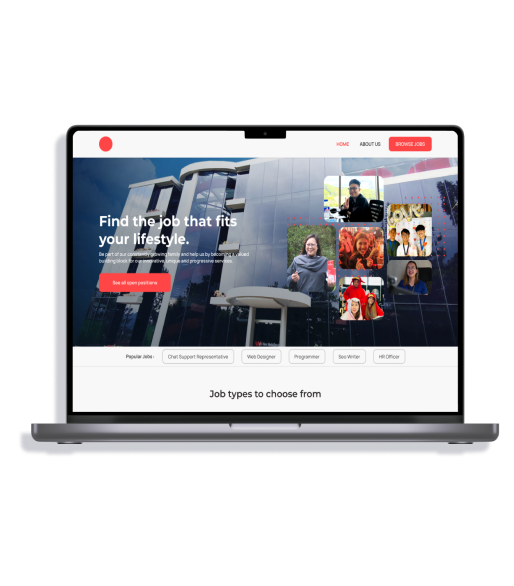 HOME ABOUT US BROWSE JOBS
Find the job that fits
your lifestyle.
Be part of our constantly growing family and help us by becoming a valued
building block for our innovative, unique and progressive services.
See all open positions
Popular Jobs :
Chat Support Representative
Web Designer
Programmer
Seo Writer
HR Officer
Job types to choose from